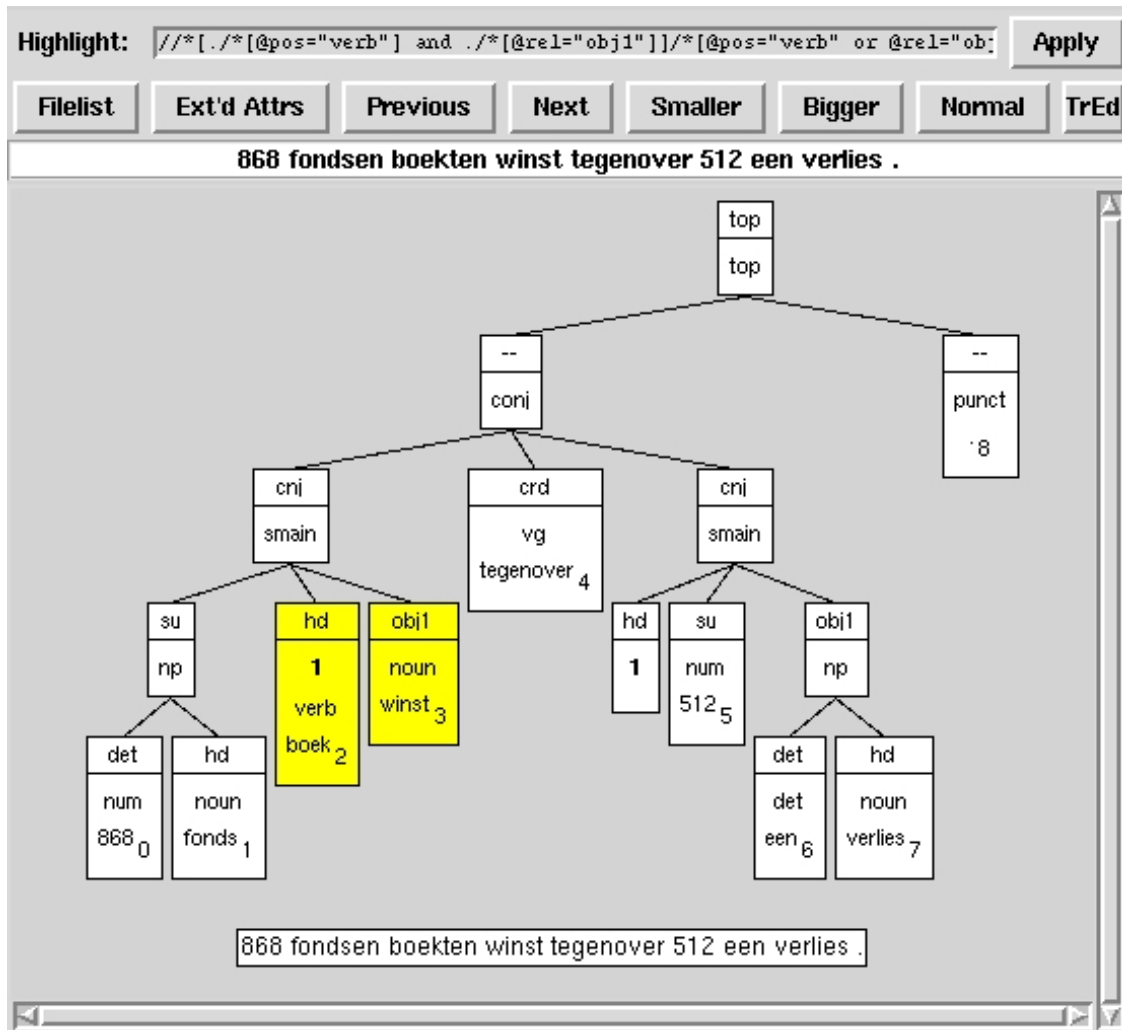 Highlight: //*[./*[@pos="verb"] and ./*[@rel="obj1"]]/*[@pos="verb" or @rel="obj Apply
Filelist Ext'd Attrs Previous Next Smaller Bigger Normal TrEd
868 fondsen boekten winst tegenover 512 een verlies .
top
top
-- --
conj punct
. 8
cnj crd cnj
smain vg smain
tegenover 4
su hd obj1 hd su obj1
np 1 noun 1 num np
verb winst 3 512 5
boek 2
det hd det hd
num noun det noun
868 0 fonds 1 een 6 verlies 7
868 fondsen boekten winst tegenover 512 een verlies .